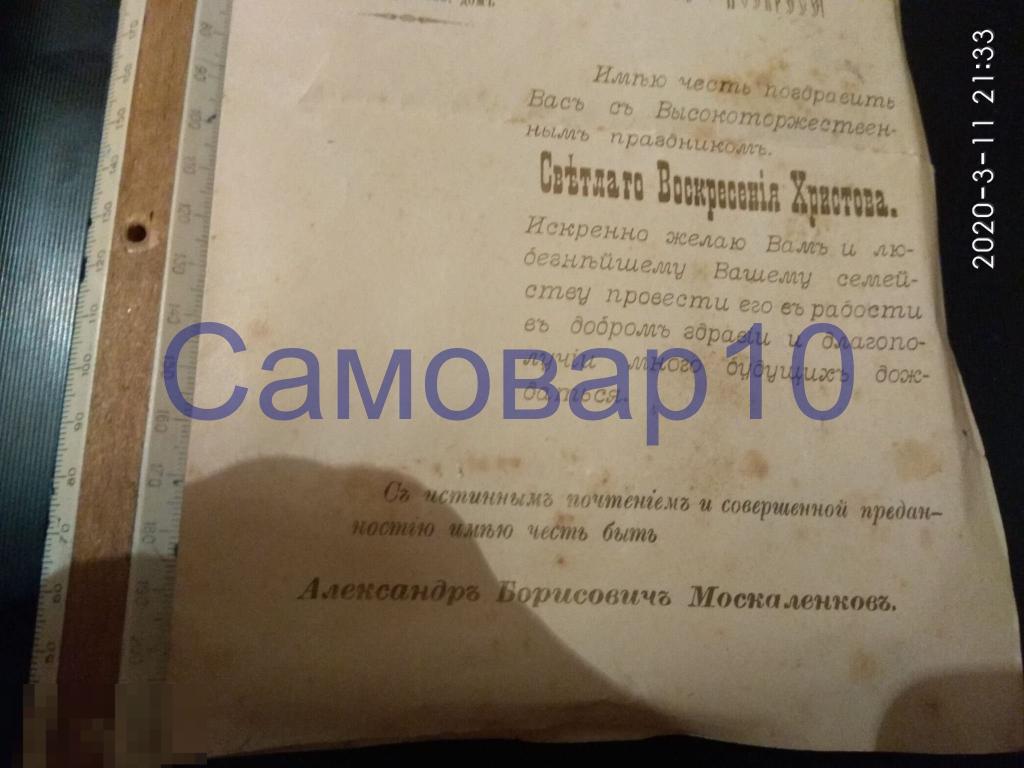 домъ.
Имѣю честь поздравить
Васъ съ Высокоторжествен-
нымъ праздникомъ.
Свѣтлаго Воскресенія Христова.
Искренно желаю Вамъ и лю-
безнѣйшему Вашему семей-
ству провести его въ радости
въ добромъ здравіи и благопо-
лучіи и много будущихъ дож-
даться.
Съ истиннымъ почтеніемъ и совершенной предан-
ностію имѣю честь быть
Александръ Борисовичъ Москаленковъ.
Самовар10
2020-3-11 21:33